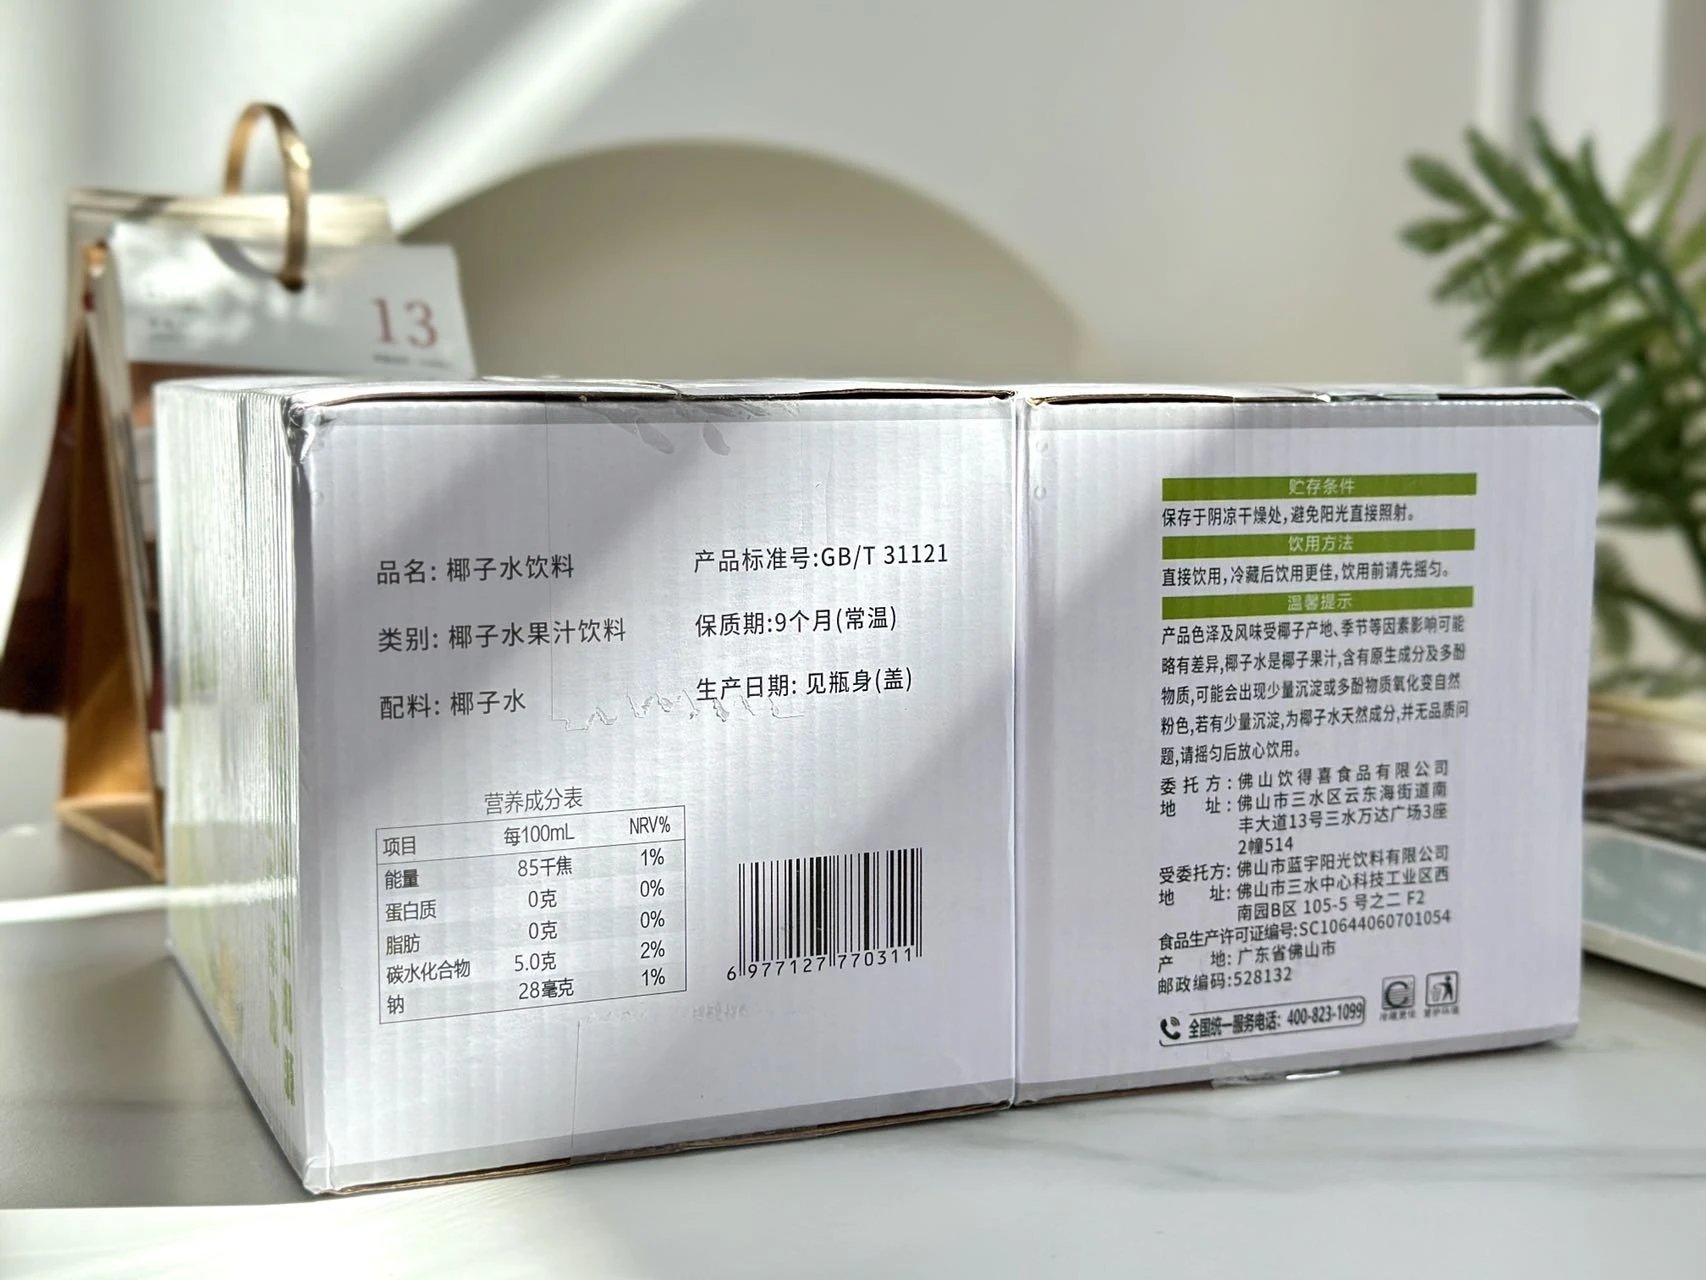 13
品名: 椰子水饮料
类别: 椰子水果汁饮料
配料: 椰子水
产品标准号:GB/T 31121
保质期:9个月(常温)
生产日期: 见瓶身(盖)
营养成分表
项目 每100mL NRV%
能量 85千焦 1%
蛋白质 0克 0%
脂肪 0克 0%
碳水化合物 5.0克 2%
钠 28毫克 1%
6 977127 770311
贮存条件
保存于阴凉干燥处,避免阳光直接照射。
饮用方法
直接饮用,冷藏后饮用更佳,饮用前请先摇匀。
温馨提示
产品色泽及风味受椰子产地、季节等因素影响可能
略有差异,椰子水是椰子果汁,含有原生成分及多酚
物质,可能会出现少量沉淀或多酚物质氧化变自然
粉色,若有少量沉淀,为椰子水天然成分,并无品质问
题,请摇匀后放心饮用。
委托方:佛山饮得喜食品有限公司
地址:佛山市三水区云东海街道南
丰大道13号三水万达广场3座
2幢514
受委托方:佛山市蓝宇阳光饮料有限公司
地址:佛山市三水中心科技工业区西
南园B区 105-5 号之二 F2
食品生产许可证编号:SC10644060701054
产地:广东省佛山市
邮政编码:528132
全国统一服务电话: 400-823-1099